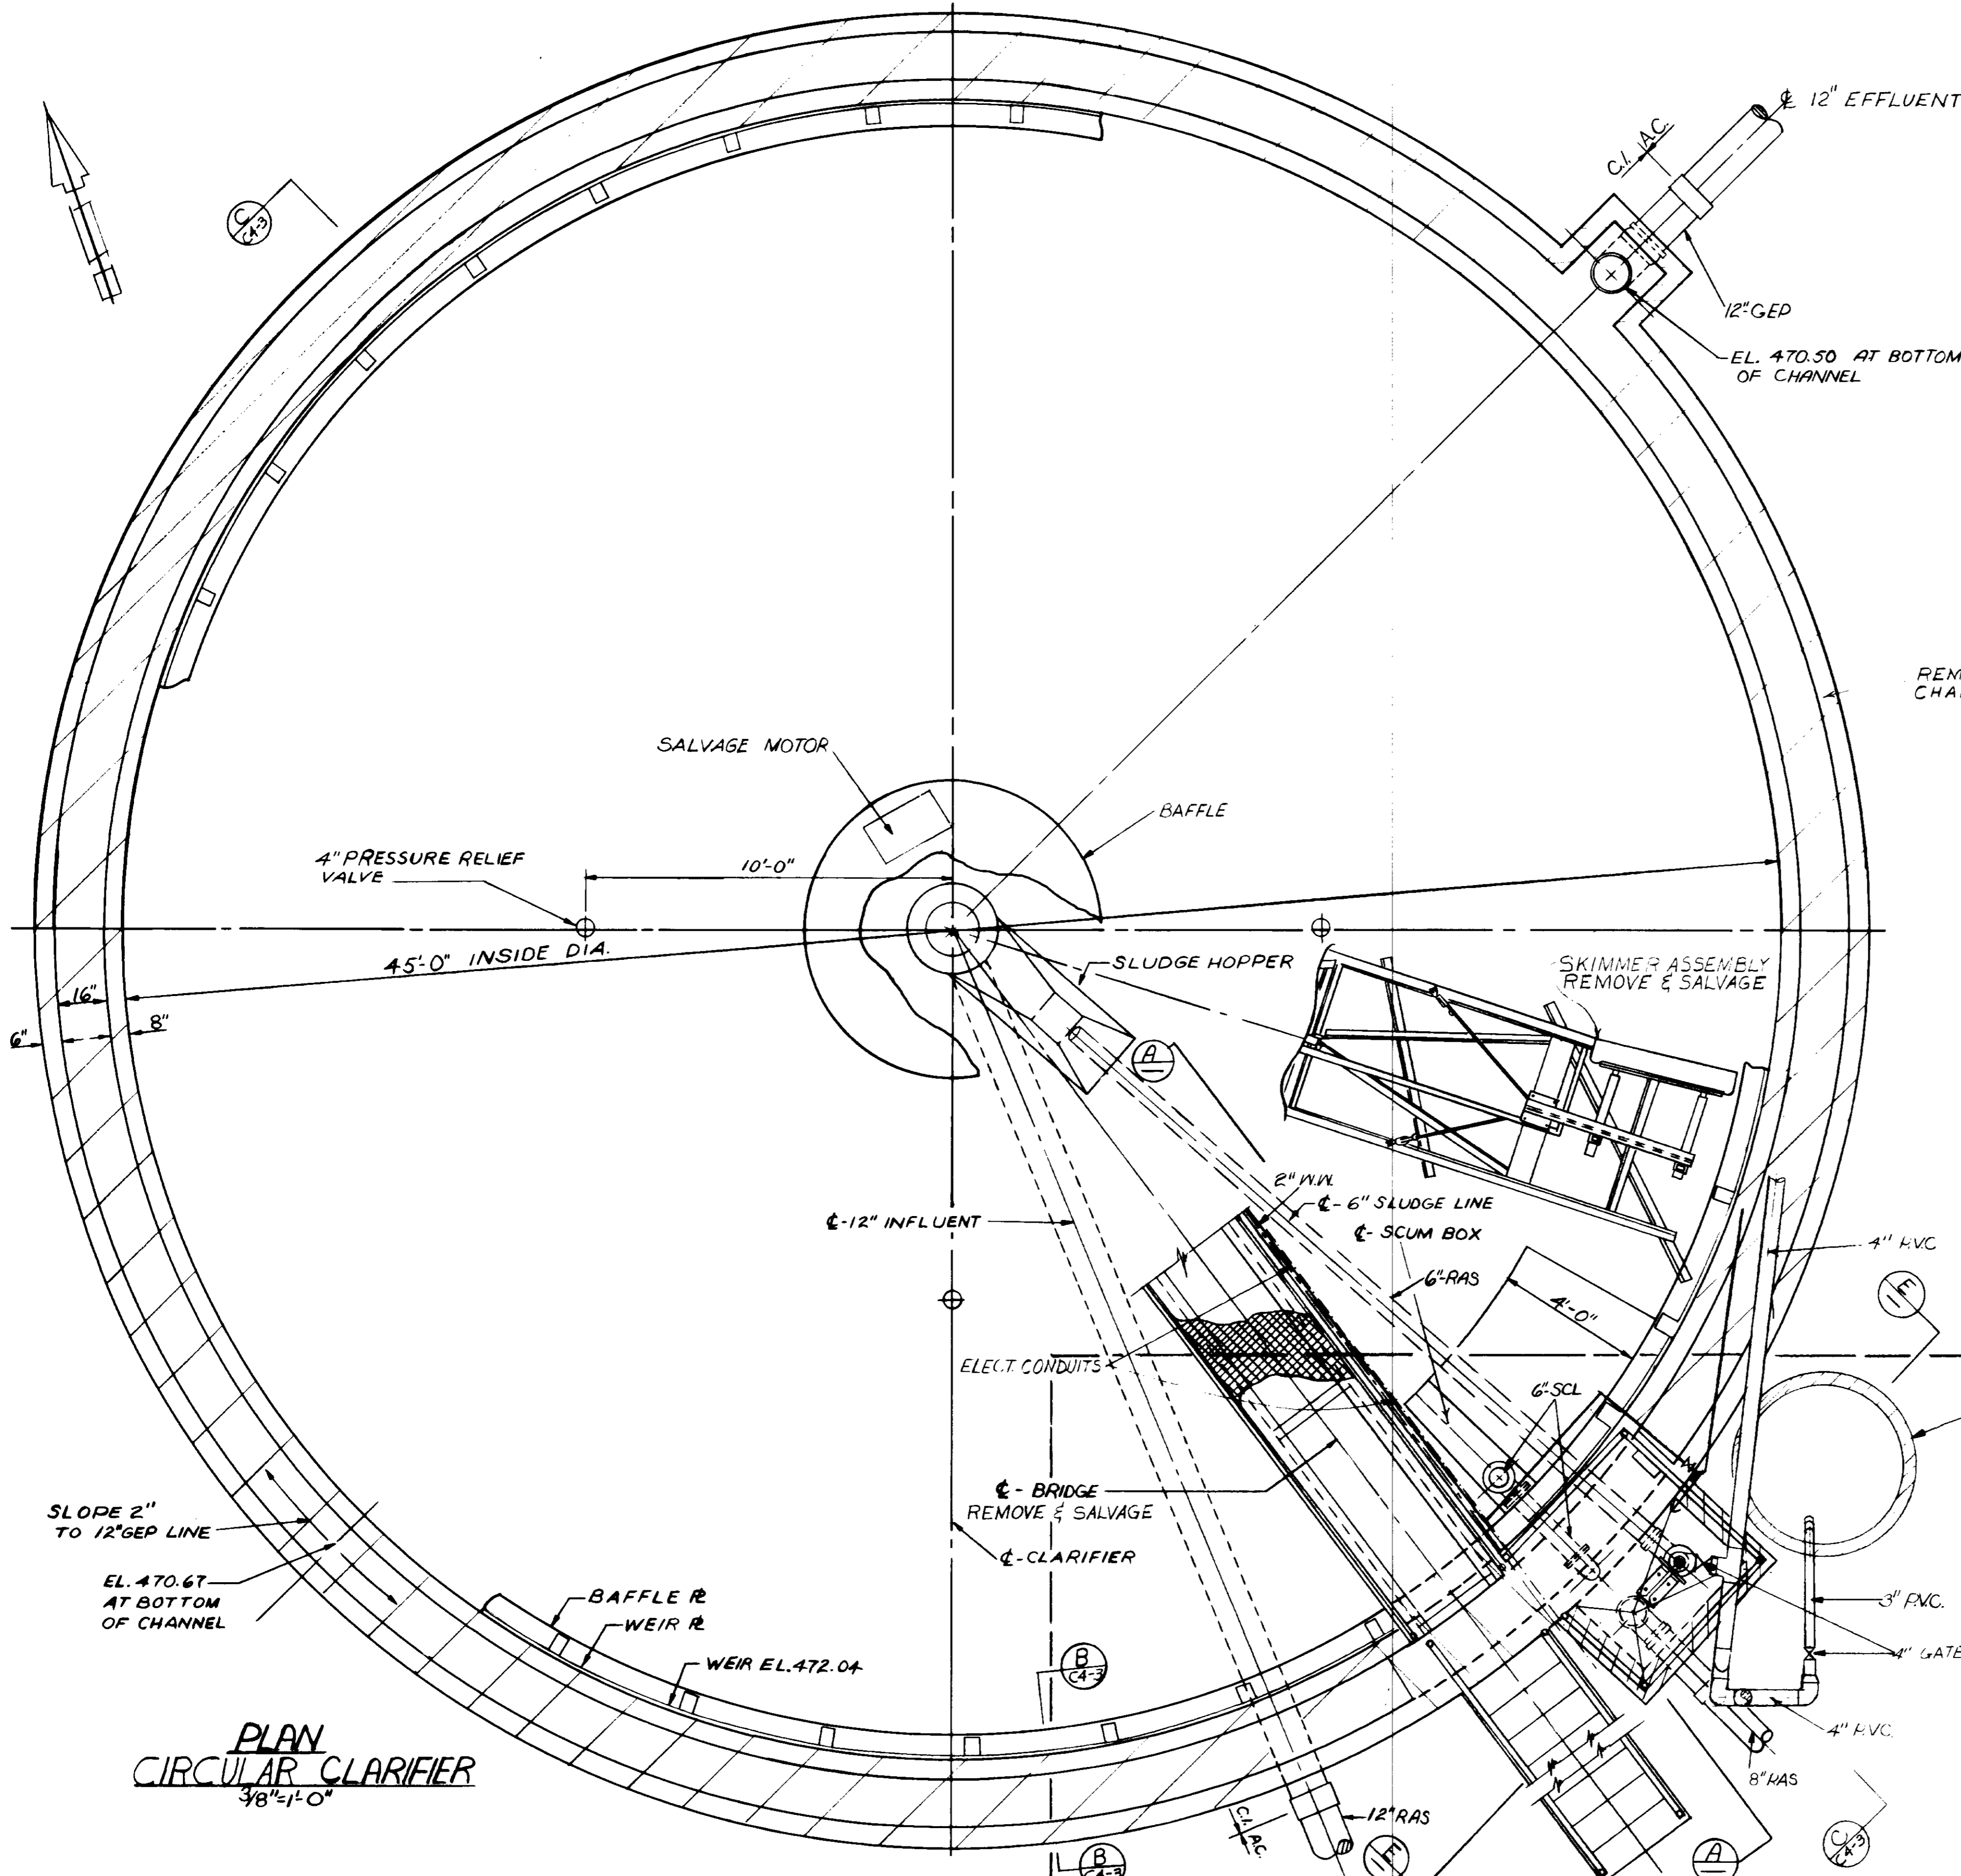 ℄ 12" EFFLUENT
C.I. A.C.
C
C4-3
12" GEP
EL. 470.50 AT BOTTOM
OF CHANNEL
SALVAGE MOTOR
BAFFLE
4" PRESSURE RELIEF
VALVE
10'-0"
45'-0" INSIDE DIA.
SLUDGE HOPPER
SKIMMER ASSEMBLY
REMOVE & SALVAGE
16"
6"
8"
A
2" W.W.
℄- 6" SLUDGE LINE
℄-12" INFLUENT
℄- SCUM BOX
4" P.V.C
6"-RAS
E
4'-0"
ELECT. CONDUITS
6"-SCL
℄ - BRIDGE
REMOVE & SALVAGE
SLOPE 2"
TO 12" GEP LINE
℄-CLARIFIER
EL. 470.67
AT BOTTOM
OF CHANNEL
BAFFLE ⅊
WEIR ⅊
3" P.V.C.
4" GATE
WEIR EL. 472.04
B
C4-3
4" P.V.C.
PLAN
CIRCULAR CLARIFIER
3/8"=1'-0"
8" RAS
12" RAS
C.I. A.C.
B
C4-3
E
A
C
C4-3